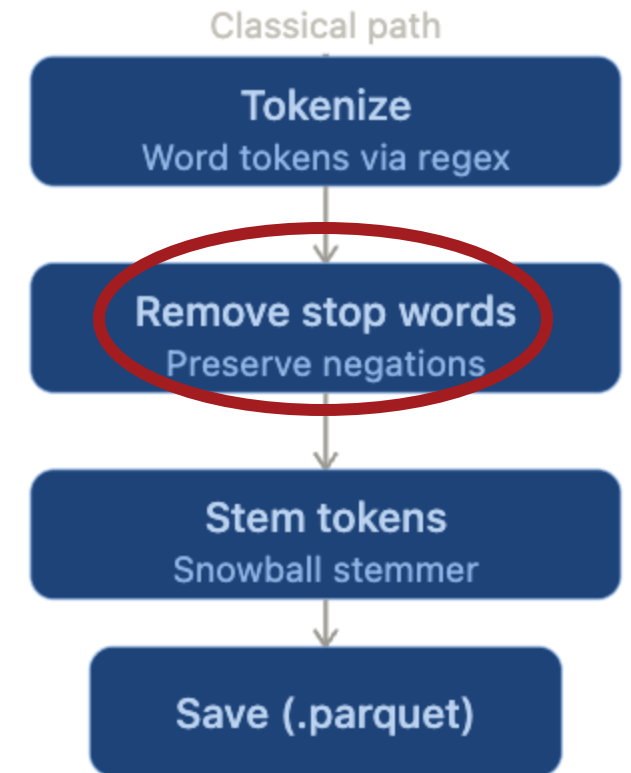 Classical path
Tokenize
Word tokens via regex
Remove stop words
Preserve negations
Stem tokens
Snowball stemmer
Save (.parquet)